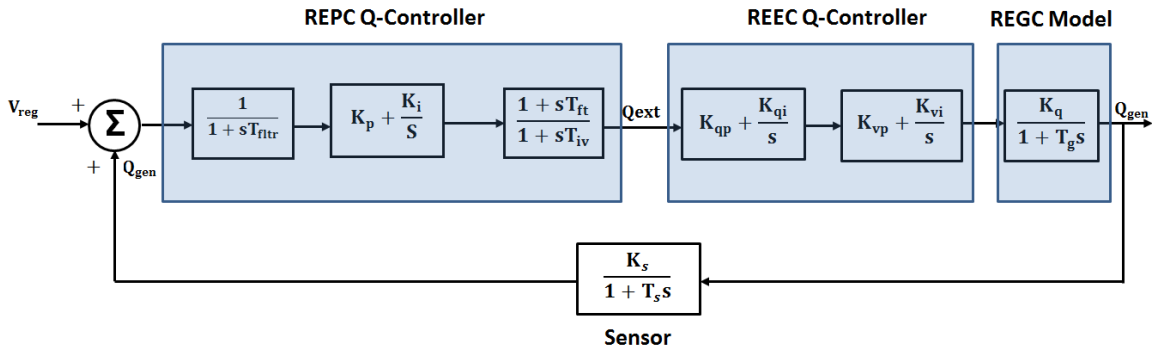 REPC Q-Controller
REEC Q-Controller
REGC Model
V_reg
+
Σ
+
Q_gen
1
1 + sT_fltr
K_p + K_i
S
1 + sT_ft
1 + sT_iv
Qext
K_qp + K_qi
s
K_vp + K_vi
s
K_q
1 + T_g s
Q_gen
K_s
1 + T_s s
Sensor